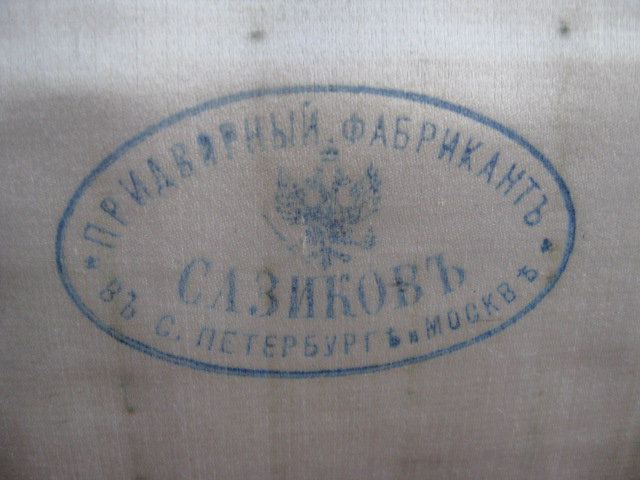 ПРИДВОРНЫЙ ФАБРИКАНТЪ
САЗИКОВЪ
ВЪ С. ПЕТЕРБУРГѢ и МОСКВѢ